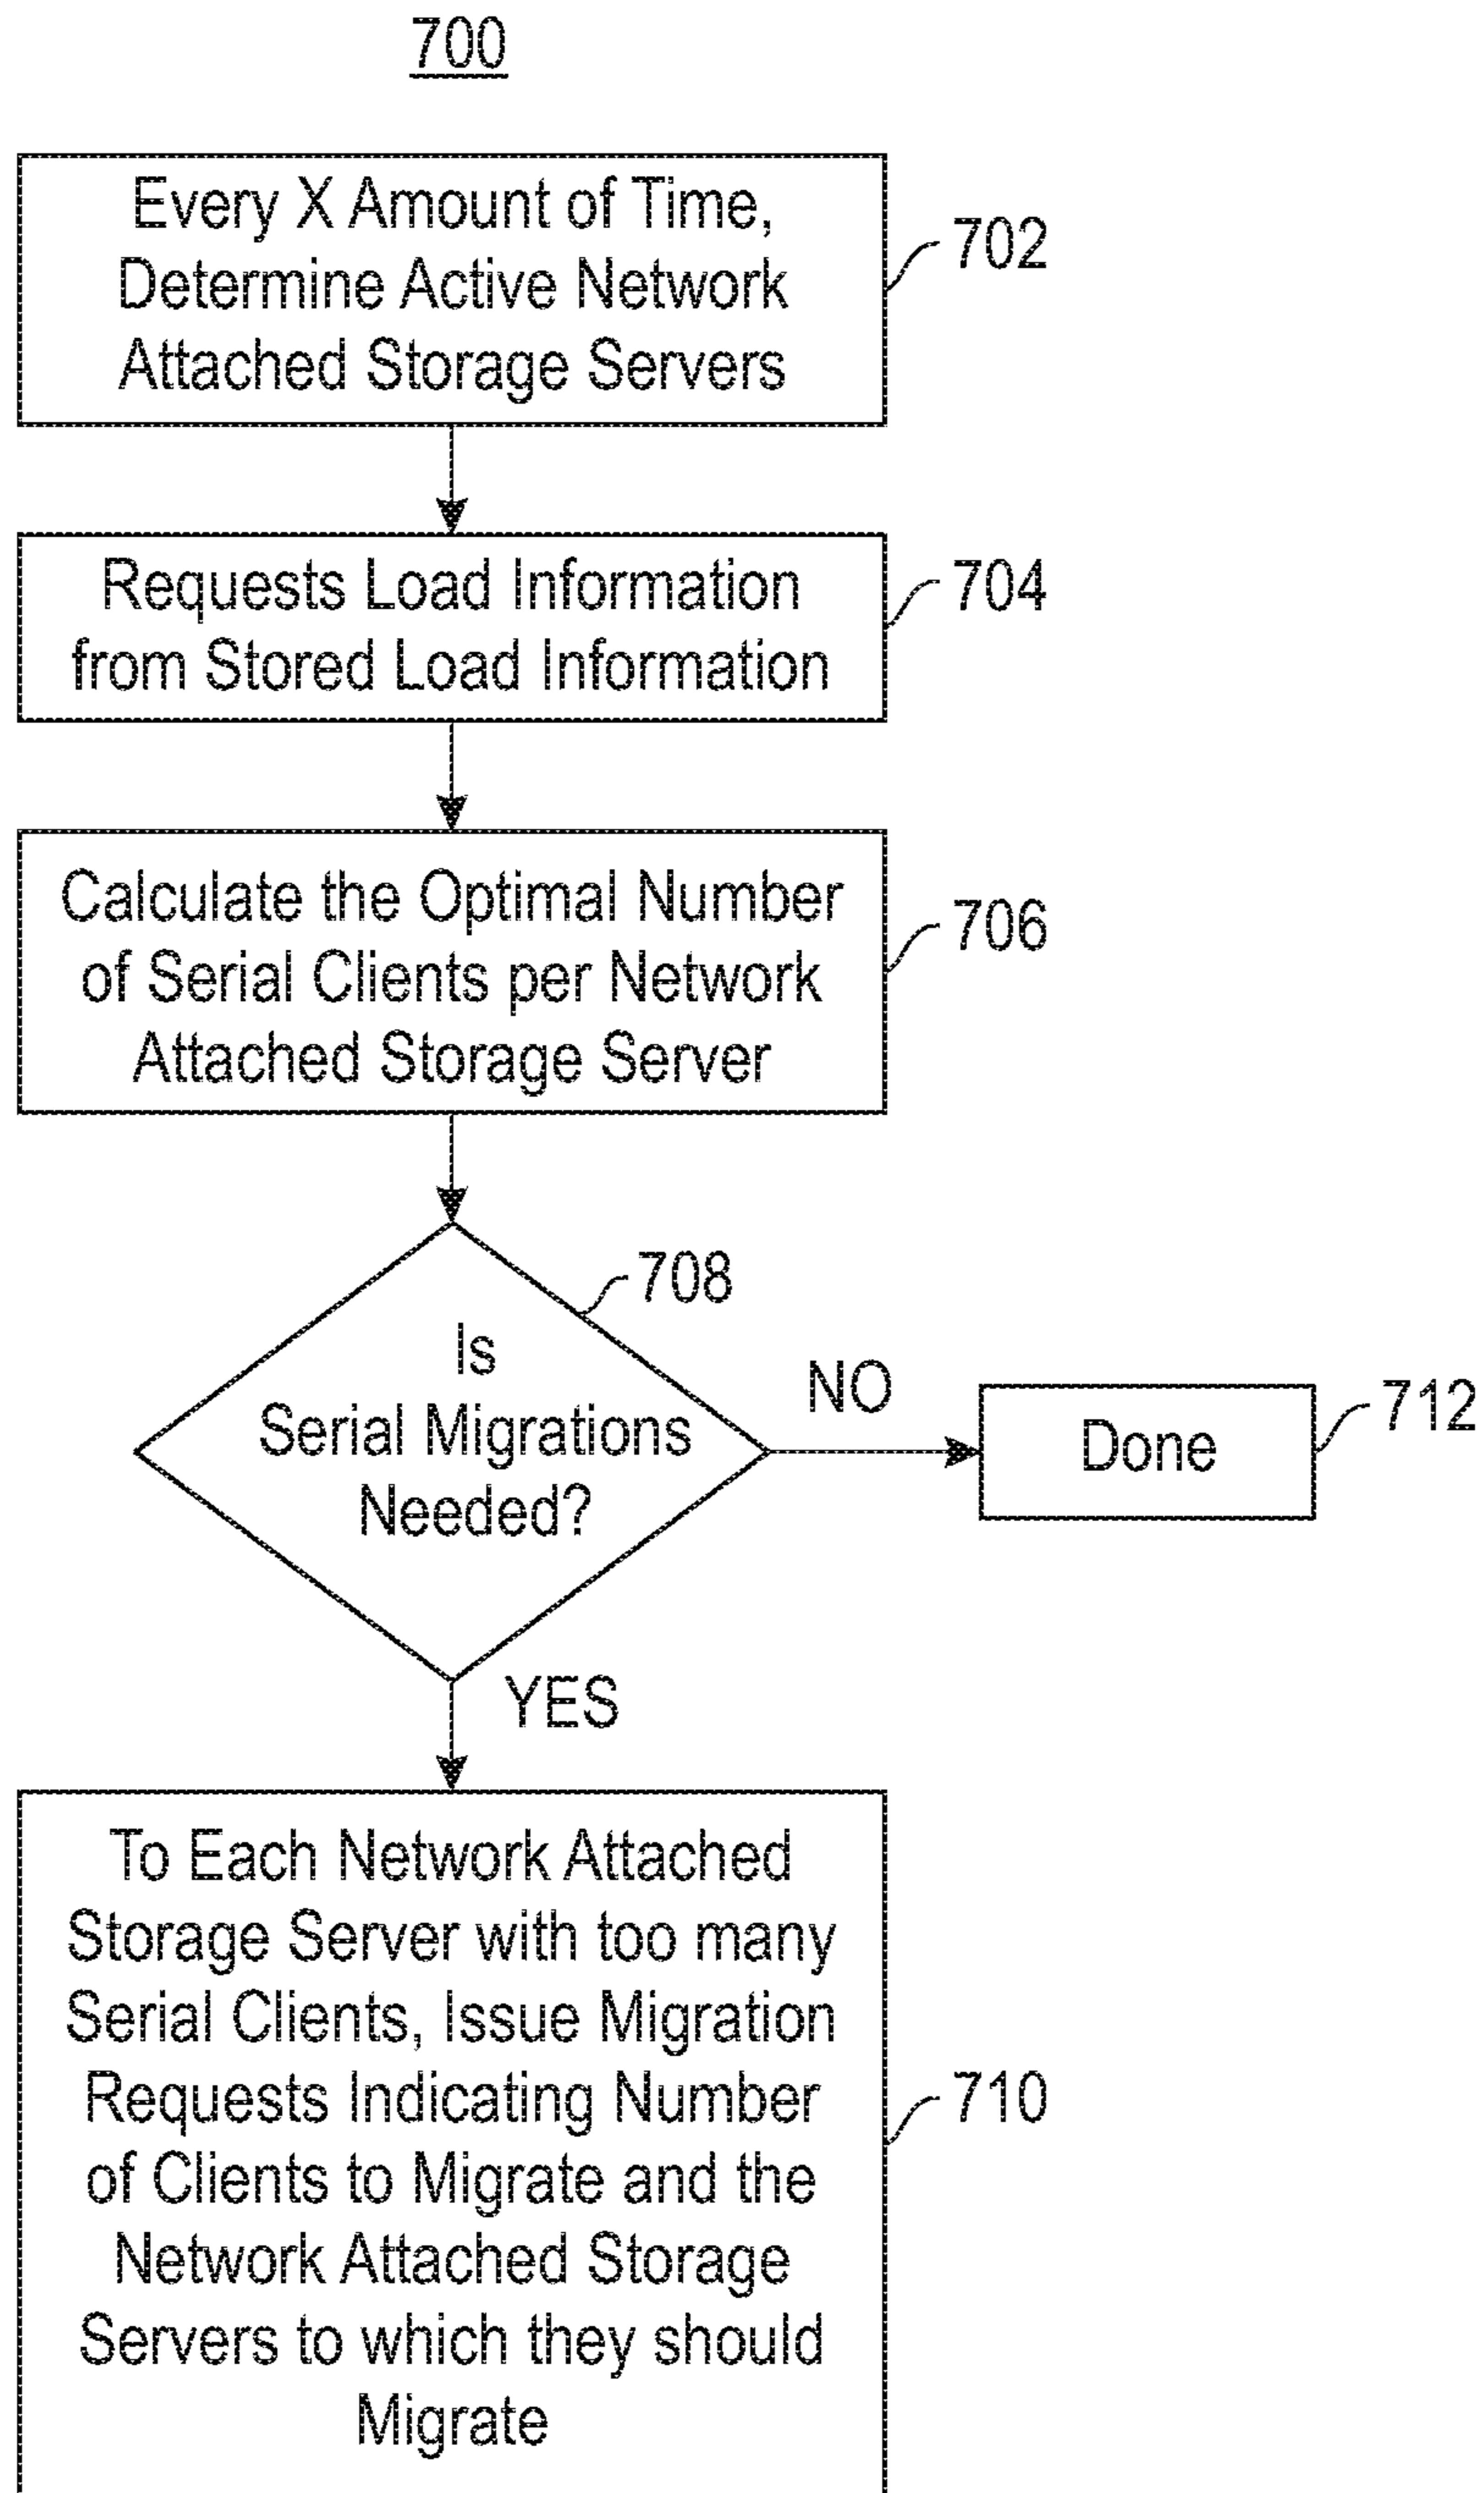 700
Every X Amount of Time,
Determine Active Network
Attached Storage Servers
702
Requests Load Information
from Stored Load Information
704
Calculate the Optimal Number
of Serial Clients per Network
Attached Storage Server
706
708
Is
Serial Migrations
Needed?
NO
Done
712
YES
To Each Network Attached
Storage Server with too many
Serial Clients, Issue Migration
Requests Indicating Number
of Clients to Migrate and the
Network Attached Storage
Servers to which they should
Migrate
710